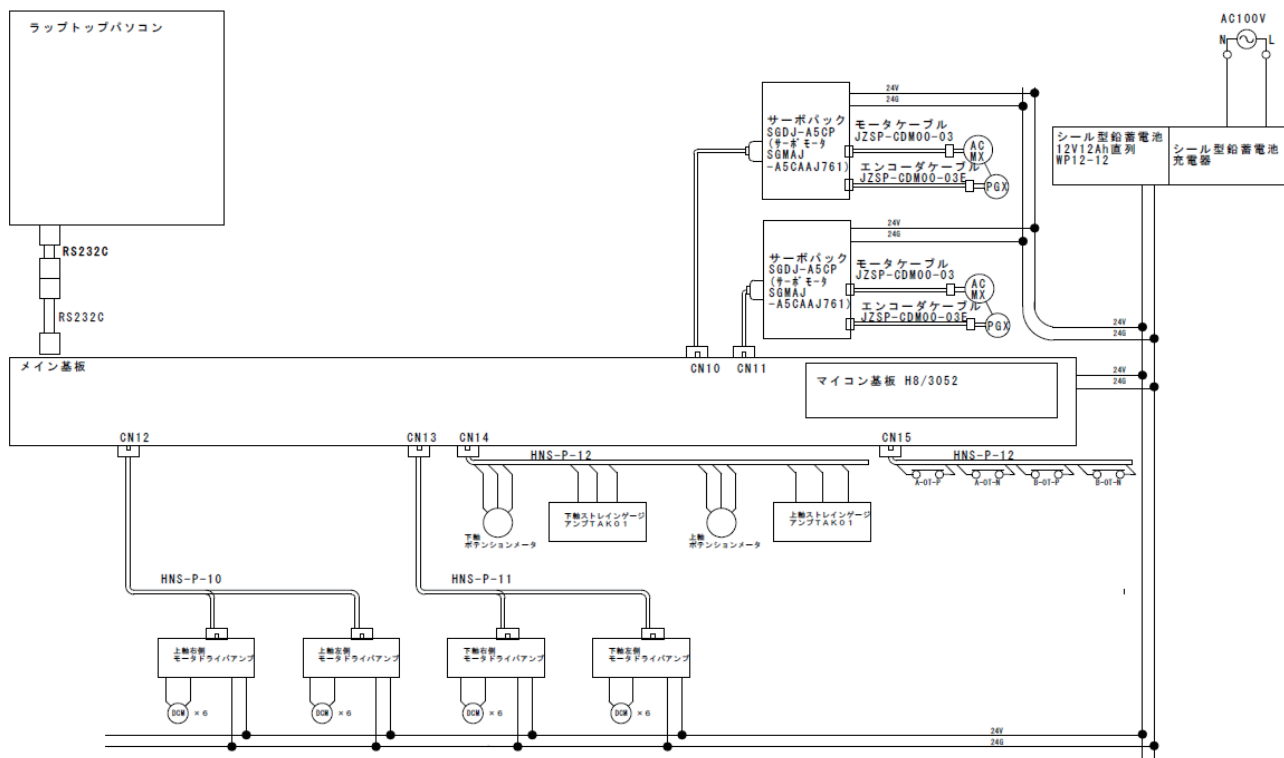 ラップトップパソコン
RS232C
RS232C
AC100V
N
L
シール型鉛蓄電池
12V12Ah直列
WP12-12
シール型鉛蓄電池
充電器
24V
24G
サーボパック
SGDJ-A5CP
(サーボモータ
SGMAJ
-A5CAAJ761)
モータケーブル
JZSP-CDM00-03
AC
MX
エンコーダケーブル
JZSP-CDM00-03E
PGX
24V
24G
サーボパック
SGDJ-A5CP
(サーボモータ
SGMAJ
-A5CAAJ761)
モータケーブル
JZSP-CDM00-03
AC
MX
エンコーダケーブル
JZSP-CDM00-03E
PGX
24V
24G
メイン基板
CN10
CN11
マイコン基板 H8/3052
24V
24G
CN12
CN13
CN14
CN15
HNS-P-12
HNS-P-12
A-OT-P
A-OT-N
B-OT-P
B-OT-N
下軸
ポテンションメータ
下軸ストレインゲージ
アンプTAK01
上軸
ポテンションメータ
上軸ストレインゲージ
アンプTAK01
HNS-P-10
HNS-P-11
上軸右側
モータドライバアンプ
上軸左側
モータドライバアンプ
下軸右側
モータドライバアンプ
下軸左側
モータドライバアンプ
DCM ×6
DCM ×6
DCM ×6
DCM ×6
24V
24G